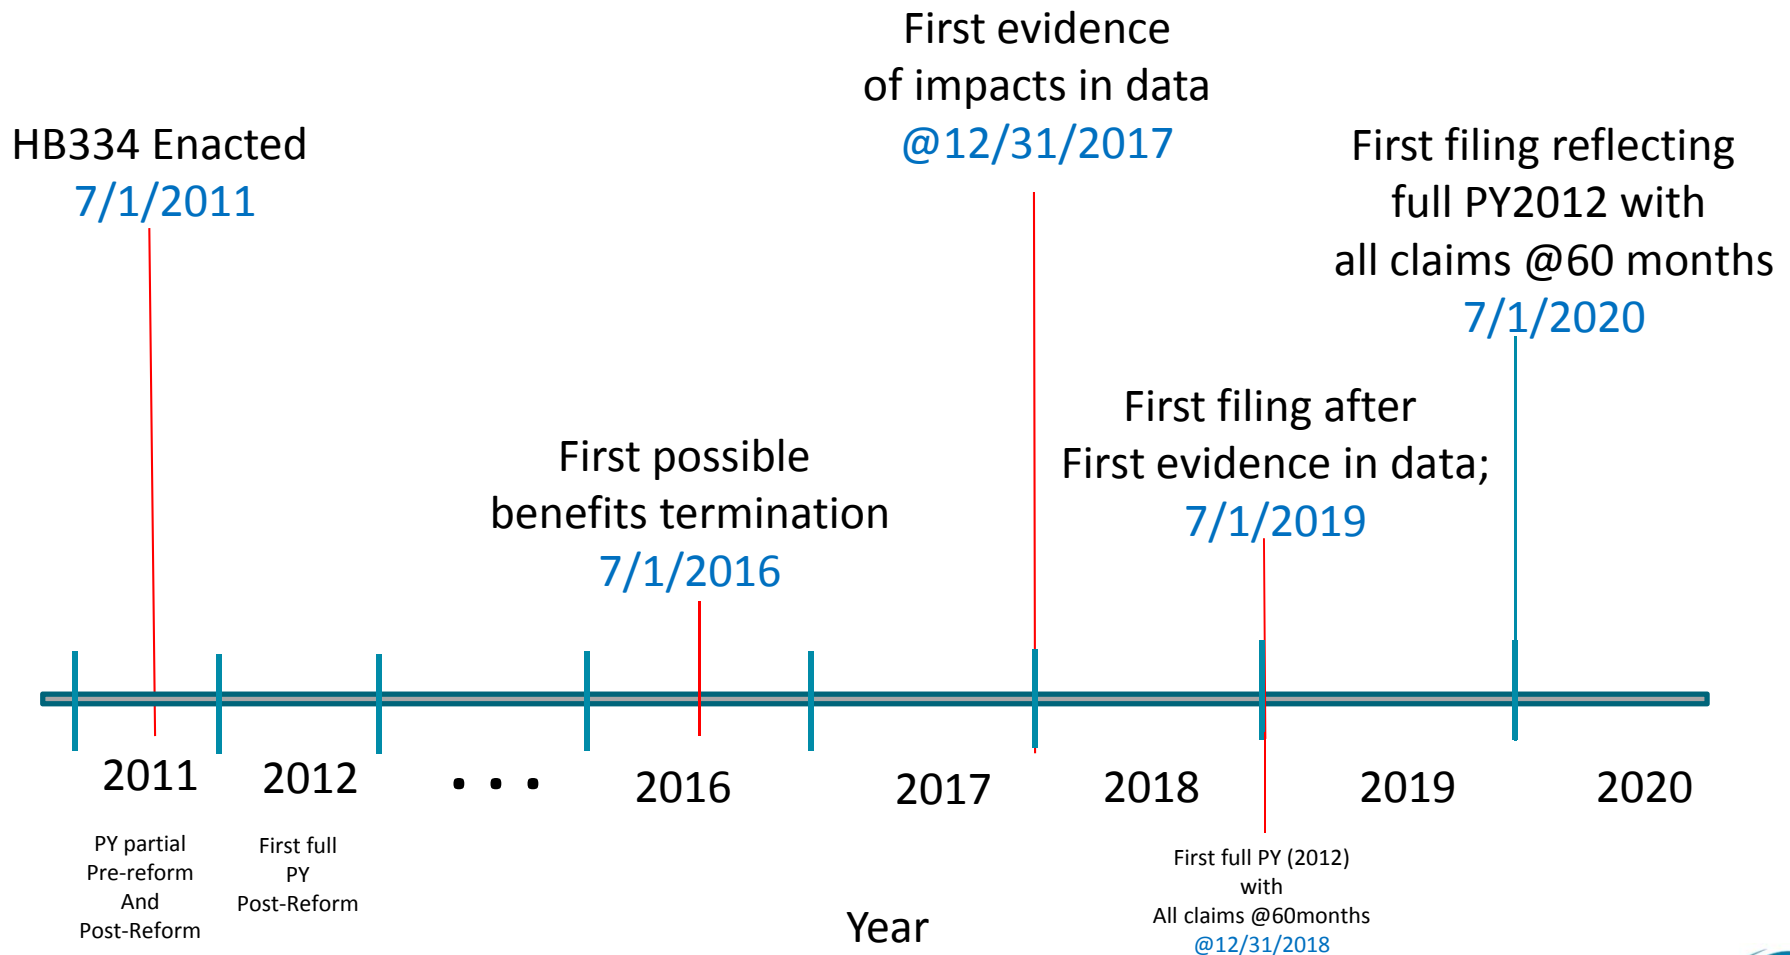 HB334 Enacted
7/1/2011
First possible
benefits termination
7/1/2016
First evidence
of impacts in data
@12/31/2017
First filing after
First evidence in data;
7/1/2019
First filing reflecting
full PY2012 with
all claims @60 months
7/1/2020
2011
2012
. . .
2016
2017
2018
2019
2020
PY partial
Pre-reform
And
Post-Reform
First full
PY
Post-Reform
First full PY (2012)
with
All claims @60months
@12/31/2018
Year